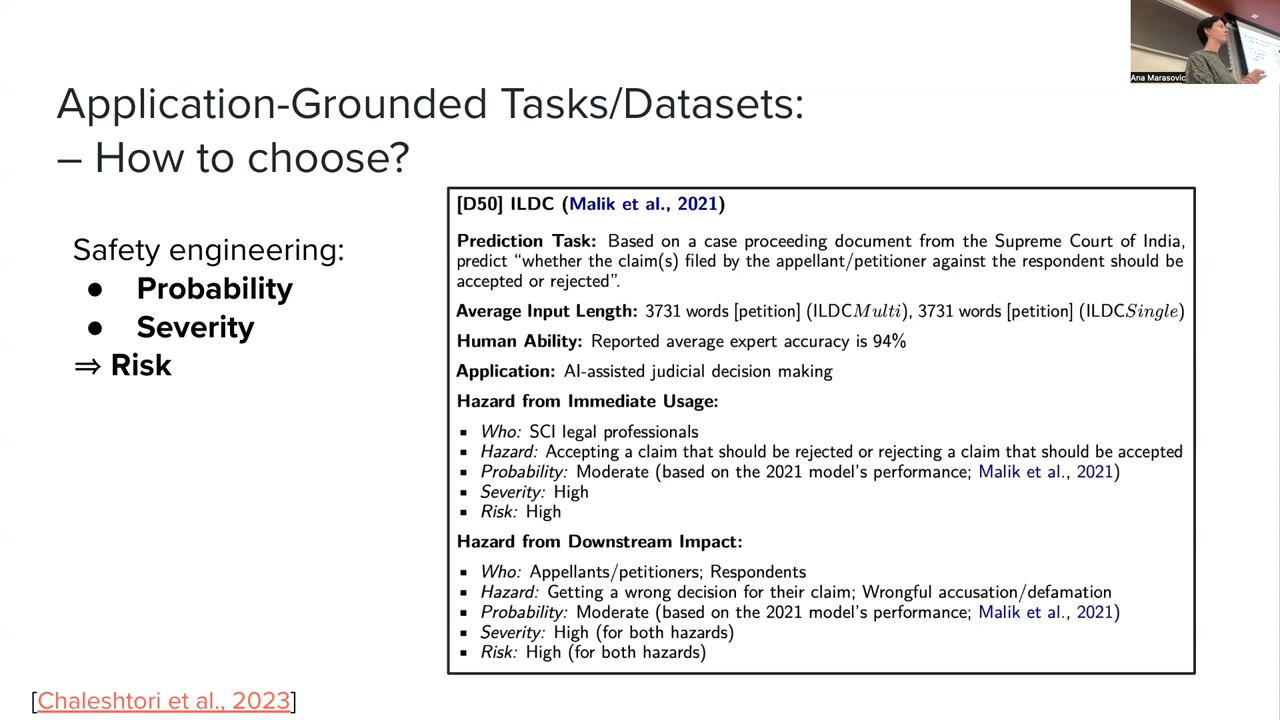 Ana Marasovic
Application-Grounded Tasks/Datasets:
– How to choose?
Safety engineering:
● Probability
● Severity
⇒ Risk
[D50] ILDC (Malik et al., 2021)
Prediction Task: Based on a case proceeding document from the Supreme Court of India,
predict “whether the claim(s) filed by the appellant/petitioner against the respondent should be
accepted or rejected”.
Average Input Length: 3731 words [petition] (ILDCMulti), 3731 words [petition] (ILDCSingle)
Human Ability: Reported average expert accuracy is 94%
Application: AI-assisted judicial decision making
Hazard from Immediate Usage:
▪ Who: SCI legal professionals
▪ Hazard: Accepting a claim that should be rejected or rejecting a claim that should be accepted
▪ Probability: Moderate (based on the 2021 model’s performance; Malik et al., 2021)
▪ Severity: High
▪ Risk: High
Hazard from Downstream Impact:
▪ Who: Appellants/petitioners; Respondents
▪ Hazard: Getting a wrong decision for their claim; Wrongful accusation/defamation
▪ Probability: Moderate (based on the 2021 model’s performance; Malik et al., 2021)
▪ Severity: High (for both hazards)
▪ Risk: High (for both hazards)
[Chaleshtori et al., 2023]